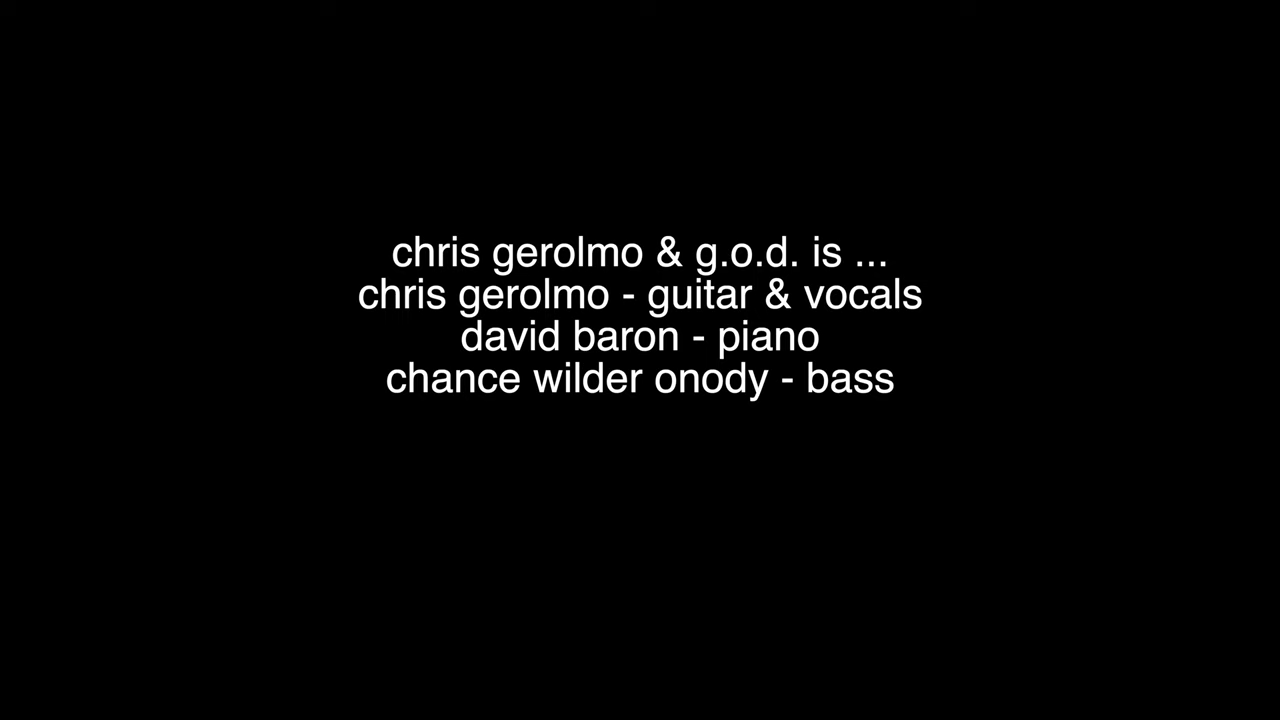 chris gerolmo & g.o.d. is ...
chris gerolmo - guitar & vocals
david baron - piano
chance wilder onody - bass